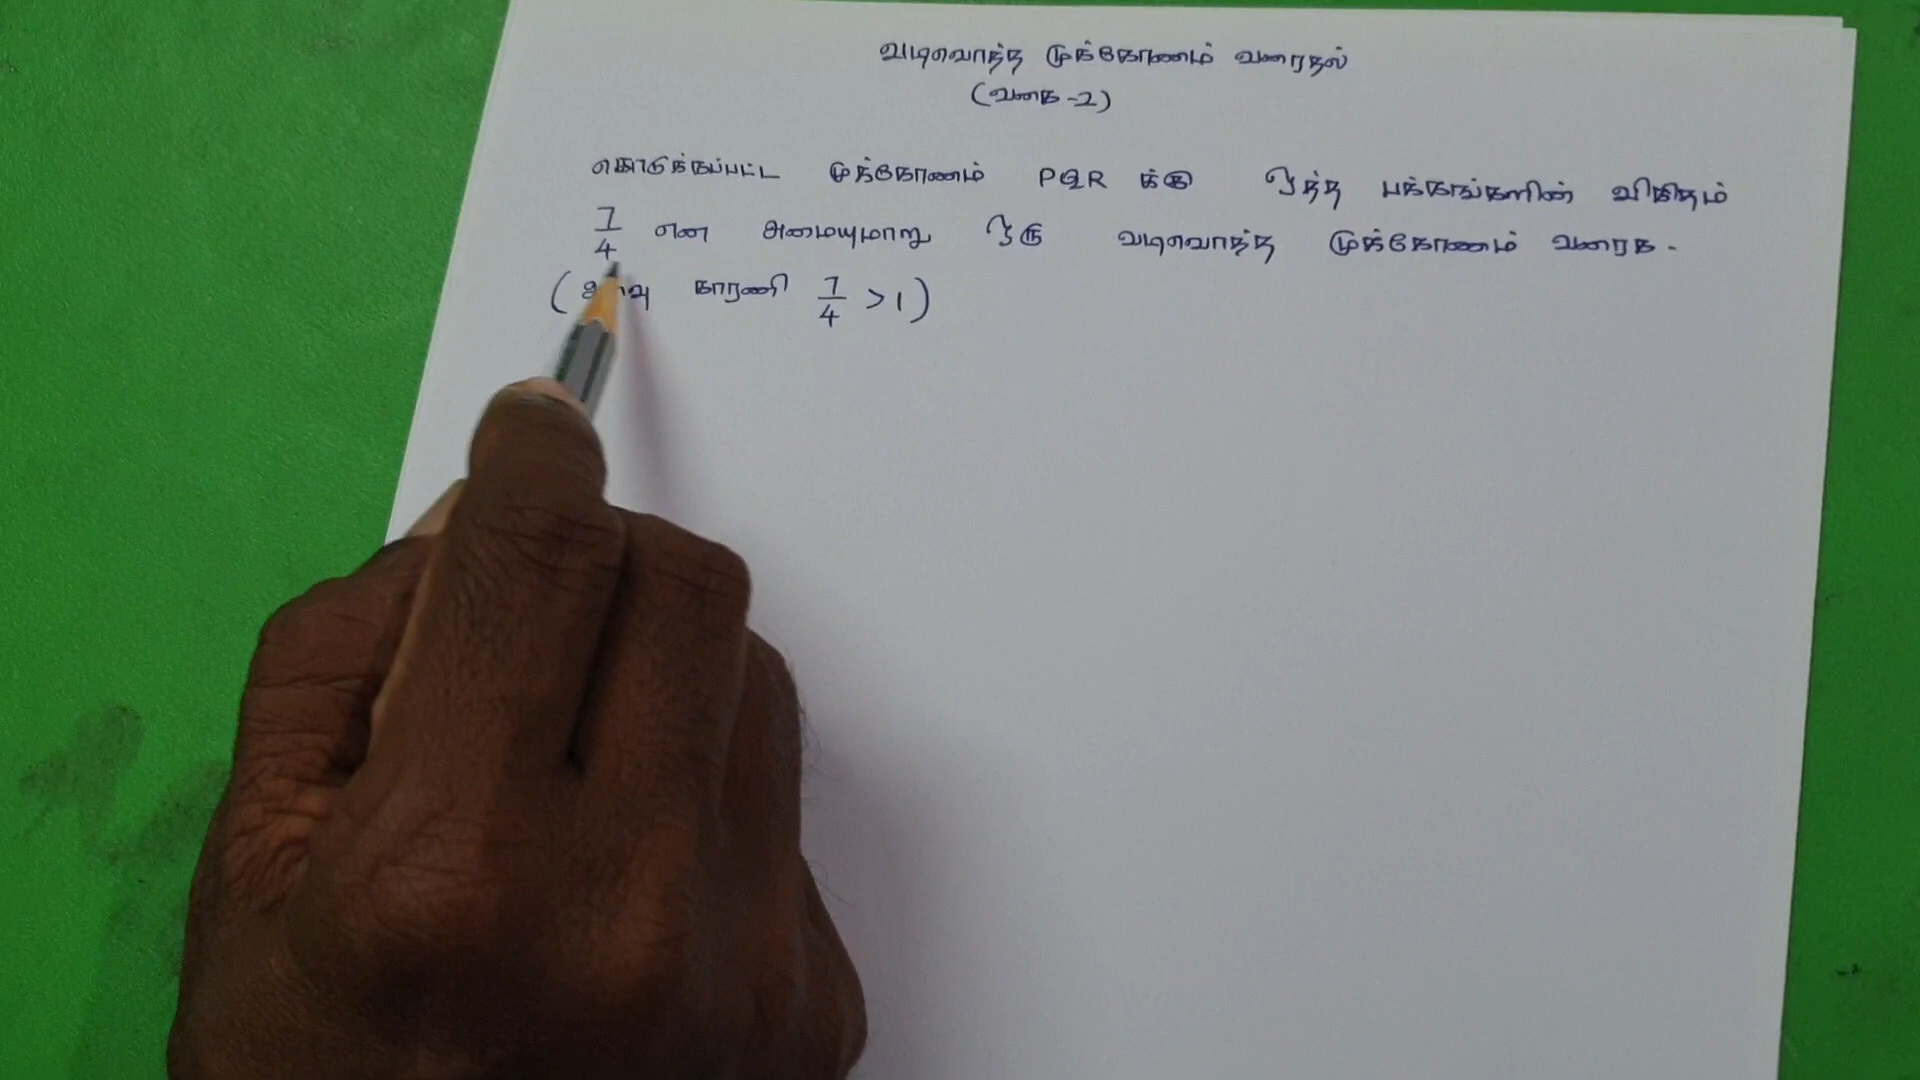 வடிவொத்த முக்கோணம் வரைதல்
(வகை -2)
கொடுக்கப்பட்ட முக்கோணம் PQR க்கு ஒத்த பக்கங்களின் விகிதம்
7/4 என அமையுமாறு ஒரு வடிவொத்த முக்கோணம் வரைக.
( காரணி 7/4 > 1)